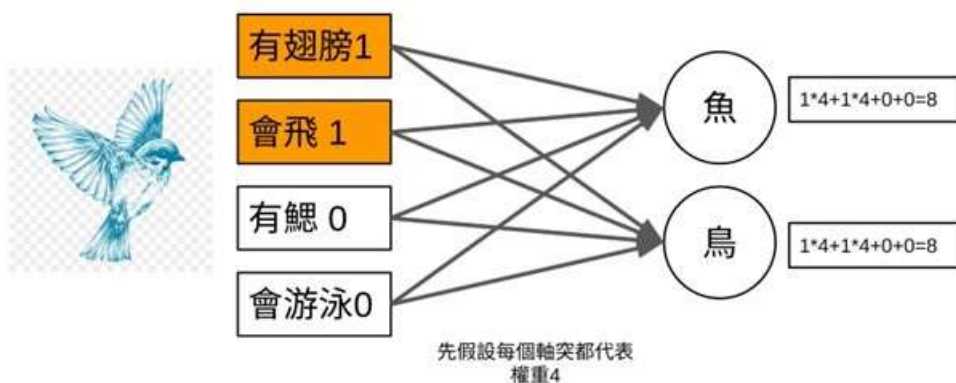 有翅膀1
會飛 1
有鰓 0
會游泳0
魚
1*4+1*4+0+0=8
鳥
1*4+1*4+0+0=8
先假設每個軸突都代表
權重4